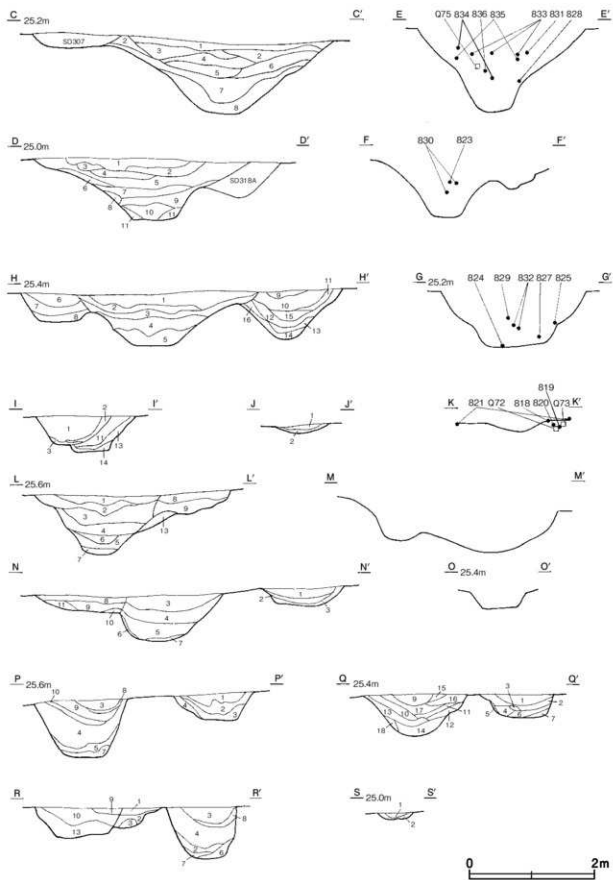 C 25.2m C' E E'
Q75 834 836 835 833 831 828
SD307 2 1 3 4 2 5 6 7 8
D 25.0m D' F F'
830 823
1 3 2 4 5 6 7 8 9 10 11 11 SD318A
H 25.4m H' 11 G 25.2m G'
824 829 832 827 825
7 6 8 1 2 3 4 5 16 9 10 12 15 13 14
I 2 I' J 1 J' K K'
821 Q72 818 820 819 Q73
1 3 11 13 14 2
L 25.6m L' M M'
1 2 3 8 9 4 6 5 7 13
N N' O 25.4m O'
11 9 8 10 3 4 6 7 1 2 3
P 25.6m P' Q 25.4m Q'
10 8 9 3 4 5 7 4 1 2 3
15 9 16 13 10 17 11 12 18 14 3 1 2 4 5 6 7
R R' S 25.0m S'
9 1 10 2 3 13 3 8 4 2 6 7 1 2
0 2m